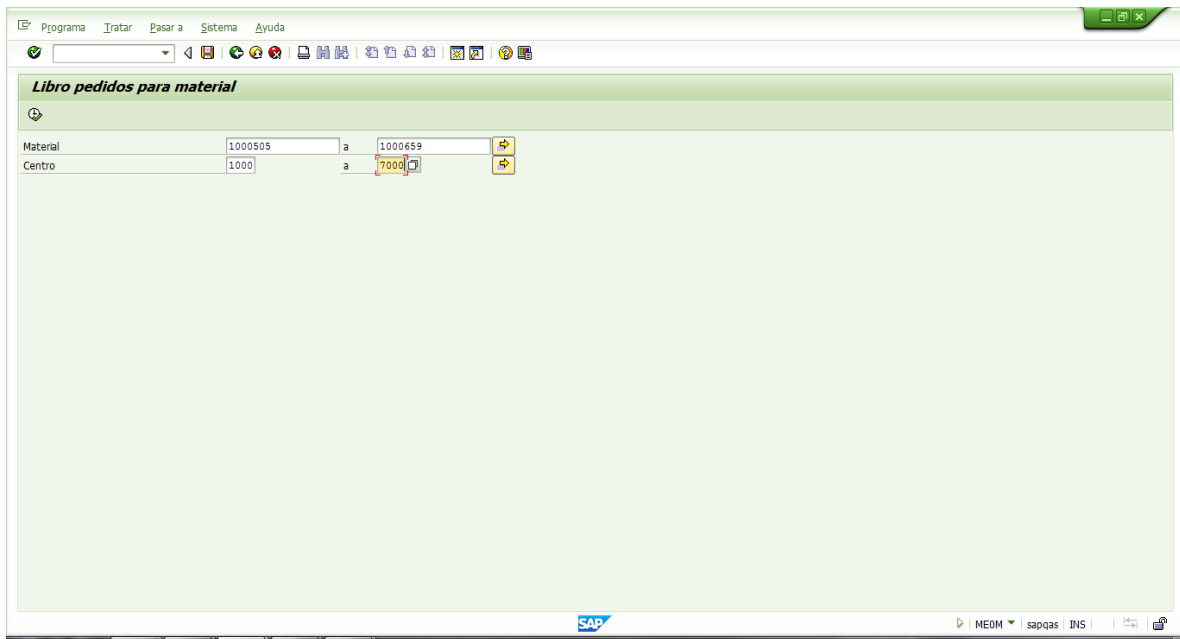 Programa Tratar Pasar a Sistema Ayuda
Libro pedidos para material
Material 1000505 a 1000659
Centro 1000 a 7000
SAP ME0M sapqas INS